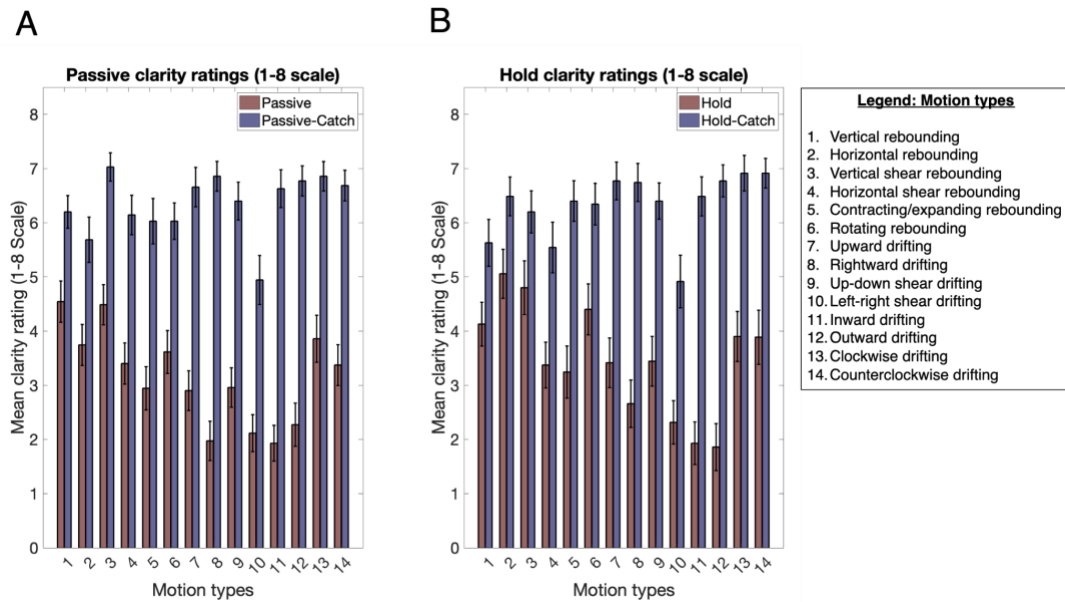 A
B
Passive clarity ratings (1-8 scale)
Passive
Passive-Catch
Mean clarity rating (1-8 Scale)
8
7
6
5
4
3
2
1
0
1 2 3 4 5 6 7 8 9 10 11 12 13 14
Motion types
Hold clarity ratings (1-8 scale)
Hold
Hold-Catch
Mean clarity rating (1-8 Scale)
8
7
6
5
4
3
2
1
0
1 2 3 4 5 6 7 8 9 10 11 12 13 14
Motion types
Legend: Motion types
1. Vertical rebounding
2. Horizontal rebounding
3. Vertical shear rebounding
4. Horizontal shear rebounding
5. Contracting/expanding rebounding
6. Rotating rebounding
7. Upward drifting
8. Rightward drifting
9. Up-down shear drifting
10. Left-right shear drifting
11. Inward drifting
12. Outward drifting
13. Clockwise drifting
14. Counterclockwise drifting